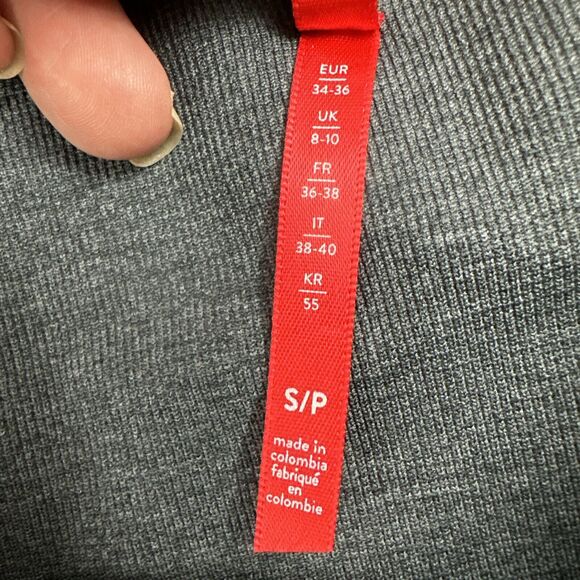 EUR
34-36
UK
8-10
FR
36-38
IT
38-40
KR
55
S/P
made in
colombia
fabriqué
en
colombie